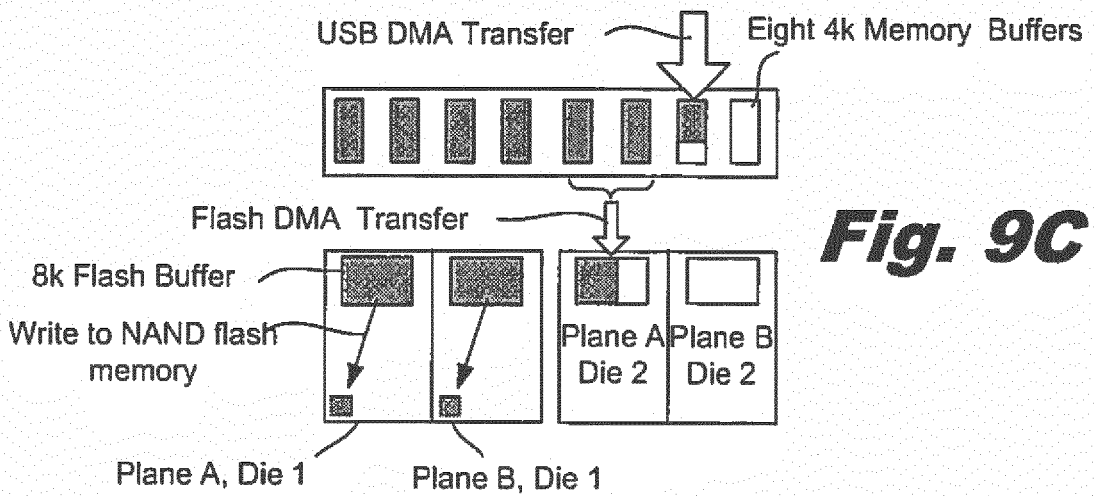 USB DMA Transfer
Eight 4k Memory Buffers
Flash DMA Transfer
Fig. 9C
8k Flash Buffer
Write to NAND flash
memory
Plane A
Die 2
Plane B
Die 2
Plane A, Die 1
Plane B, Die 1